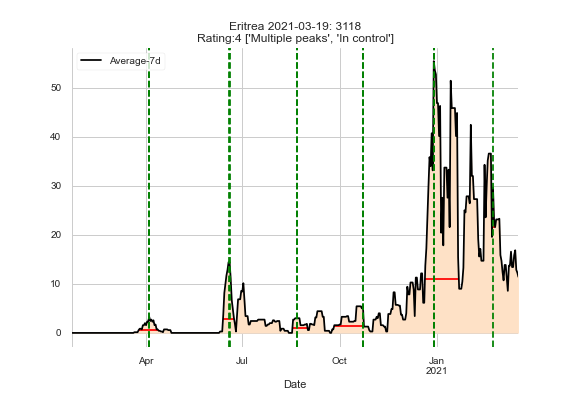 Eritrea 2021-03-19: 3118
Rating:4 ['Multiple peaks', 'In control']
Average-7d
50
40
30
20
10
0
Apr
Jul
Oct
Jan
2021
Date